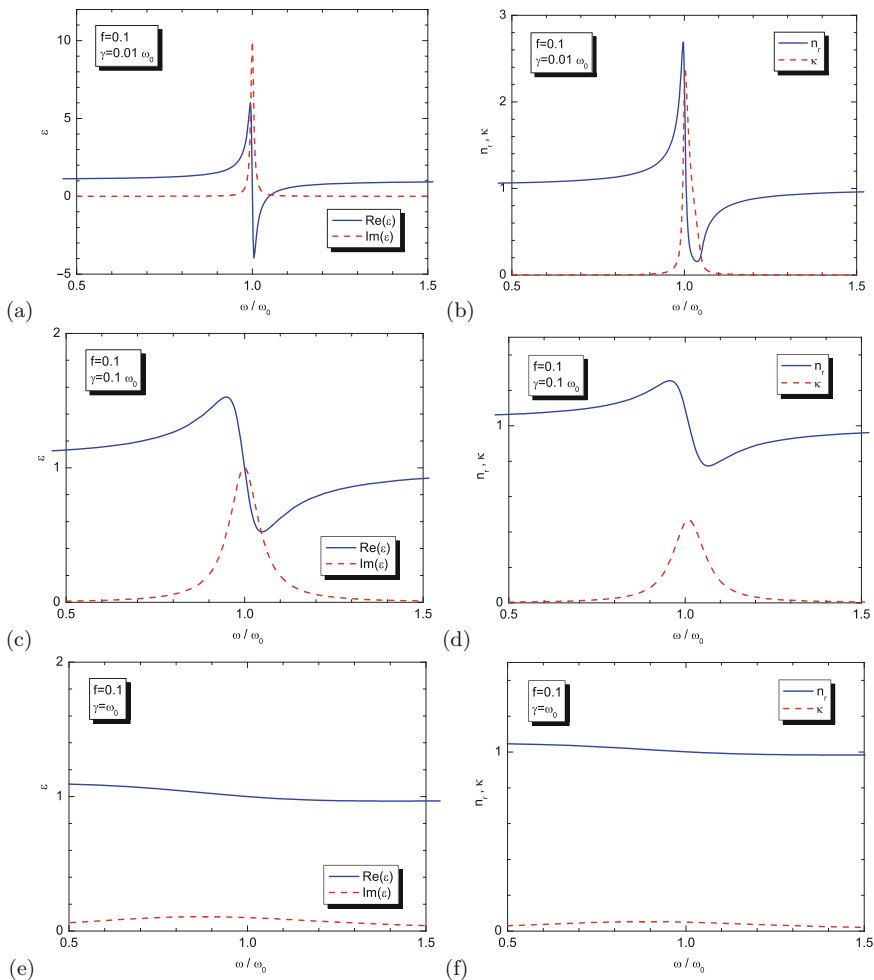 f=0.1
γ=0.01 ω₀
Re(ε)
Im(ε)
10
5
0
−5
ε
0.5
1.0
1.5
ω / ω₀
(a)
f=0.1
γ=0.01 ω₀
nᵣ
κ
3
2
1
0
nᵣ , κ
0.5
1.0
1.5
ω / ω₀
(b)
f=0.1
γ=0.1 ω₀
Re(ε)
Im(ε)
2
1
0
ε
0.5
1.0
1.5
ω / ω₀
(c)
f=0.1
γ=0.1 ω₀
nᵣ
κ
1
0
nᵣ , κ
0.5
1.0
1.5
ω / ω₀
(d)
f=0.1
γ=ω₀
Re(ε)
Im(ε)
2
1
0
ε
0.5
1.0
1.5
ω / ω₀
(e)
f=0.1
γ=ω₀
nᵣ
κ
1
0
nᵣ , κ
0.5
1.0
1.5
ω / ω₀
(f)